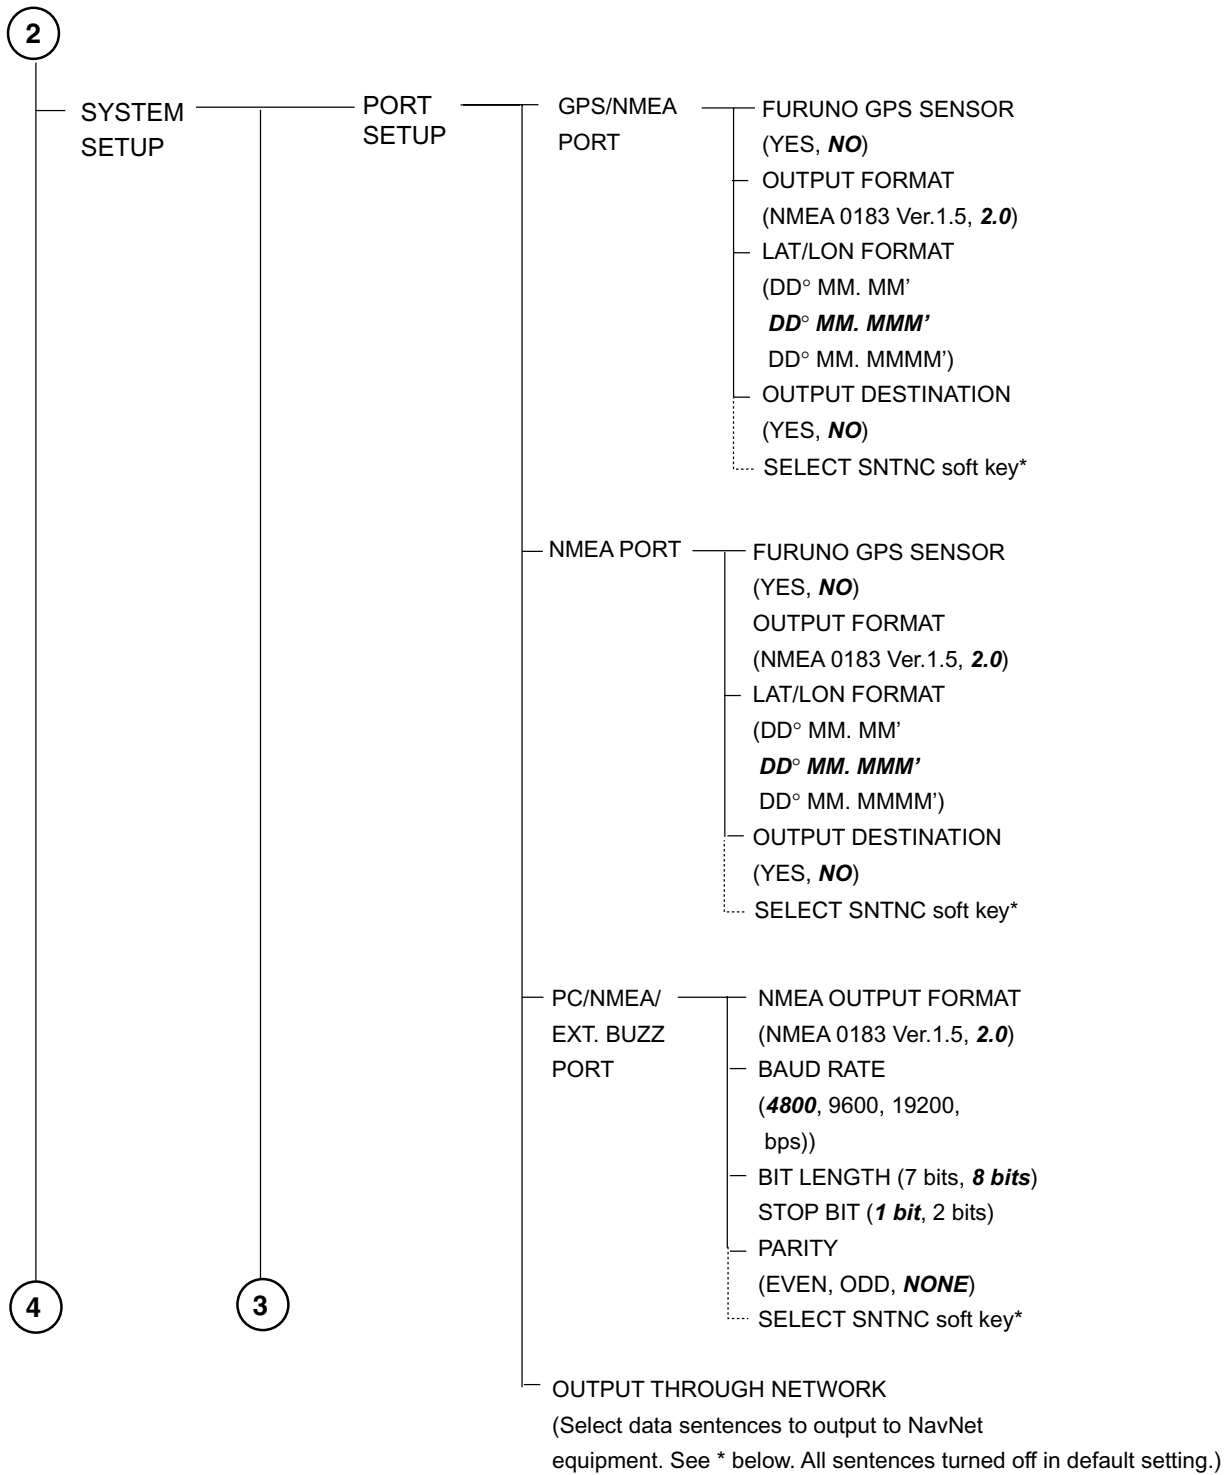 2
SYSTEM
SETUP
PORT
SETUP
GPS/NMEA
PORT
FURUNO GPS SENSOR
(YES, NO)
OUTPUT FORMAT
(NMEA 0183 Ver.1.5, 2.0)
LAT/LON FORMAT
(DD° MM. MM’
DD° MM. MMM’
DD° MM. MMMM’)
OUTPUT DESTINATION
(YES, NO)
SELECT SNTNC soft key*
NMEA PORT
FURUNO GPS SENSOR
(YES, NO)
OUTPUT FORMAT
(NMEA 0183 Ver.1.5, 2.0)
LAT/LON FORMAT
(DD° MM. MM’
DD° MM. MMM’
DD° MM. MMMM’)
OUTPUT DESTINATION
(YES, NO)
SELECT SNTNC soft key*
PC/NMEA/
EXT. BUZZ
PORT
NMEA OUTPUT FORMAT
(NMEA 0183 Ver.1.5, 2.0)
BAUD RATE
(4800, 9600, 19200,
bps))
BIT LENGTH (7 bits, 8 bits)
STOP BIT (1 bit, 2 bits)
PARITY
(EVEN, ODD, NONE)
SELECT SNTNC soft key*
4
3
OUTPUT THROUGH NETWORK
(Select data sentences to output to NavNet
equipment. See * below. All sentences turned off in default setting.)